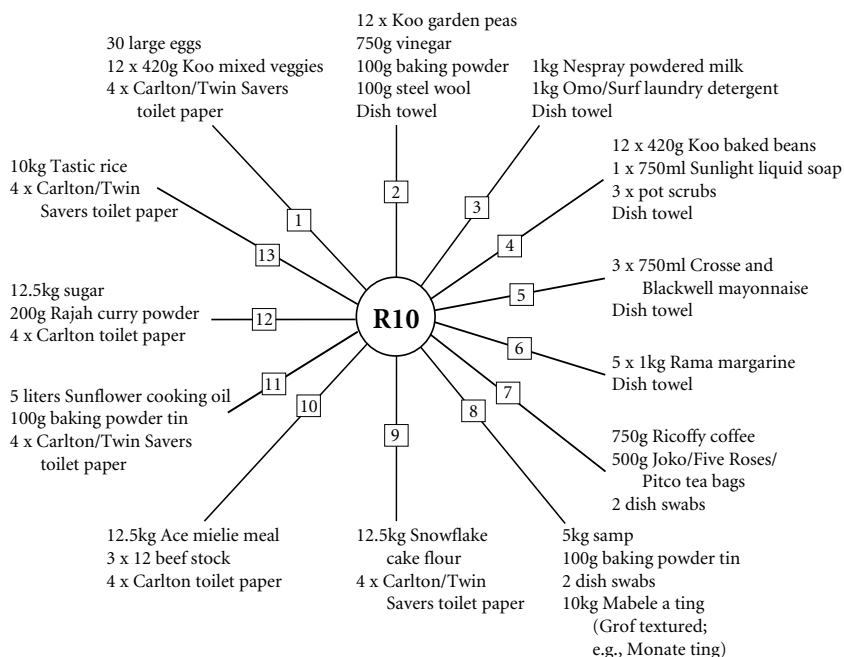 30 large eggs
12 x 420g Koo mixed veggies
4 x Carlton/Twin Savers
toilet paper
12 x Koo garden peas
750g vinegar
100g baking powder
100g steel wool
Dish towel
1kg Nespray powdered milk
1kg Omo/Surf laundry detergent
Dish towel
12 x 420g Koo baked beans
1 x 750ml Sunlight liquid soap
3 x pot scrubs
Dish towel
3 x 750ml Crosse and
Blackwell mayonnaise
Dish towel
5 x 1kg Rama margarine
Dish towel
750g Ricoffy coffee
500g Joko/Five Roses/
Pitco tea bags
2 dish swabs
5kg samp
100g baking powder tin
2 dish swabs
10kg Mabele a ting
(Grof textured;
e.g., Monate ting)
12.5kg Snowflake
cake flour
4 x Carlton/Twin
Savers toilet paper
12.5kg Ace mielie meal
3 x 12 beef stock
4 x Carlton toilet paper
5 liters Sunflower cooking oil
100g baking powder tin
4 x Carlton/Twin Savers
toilet paper
12.5kg sugar
200g Rajah curry powder
4 x Carlton toilet paper
10kg Tastic rice
4 x Carlton/Twin
Savers toilet paper
1
2
3
4
5
6
7
8
9
10
11
12
13
R10